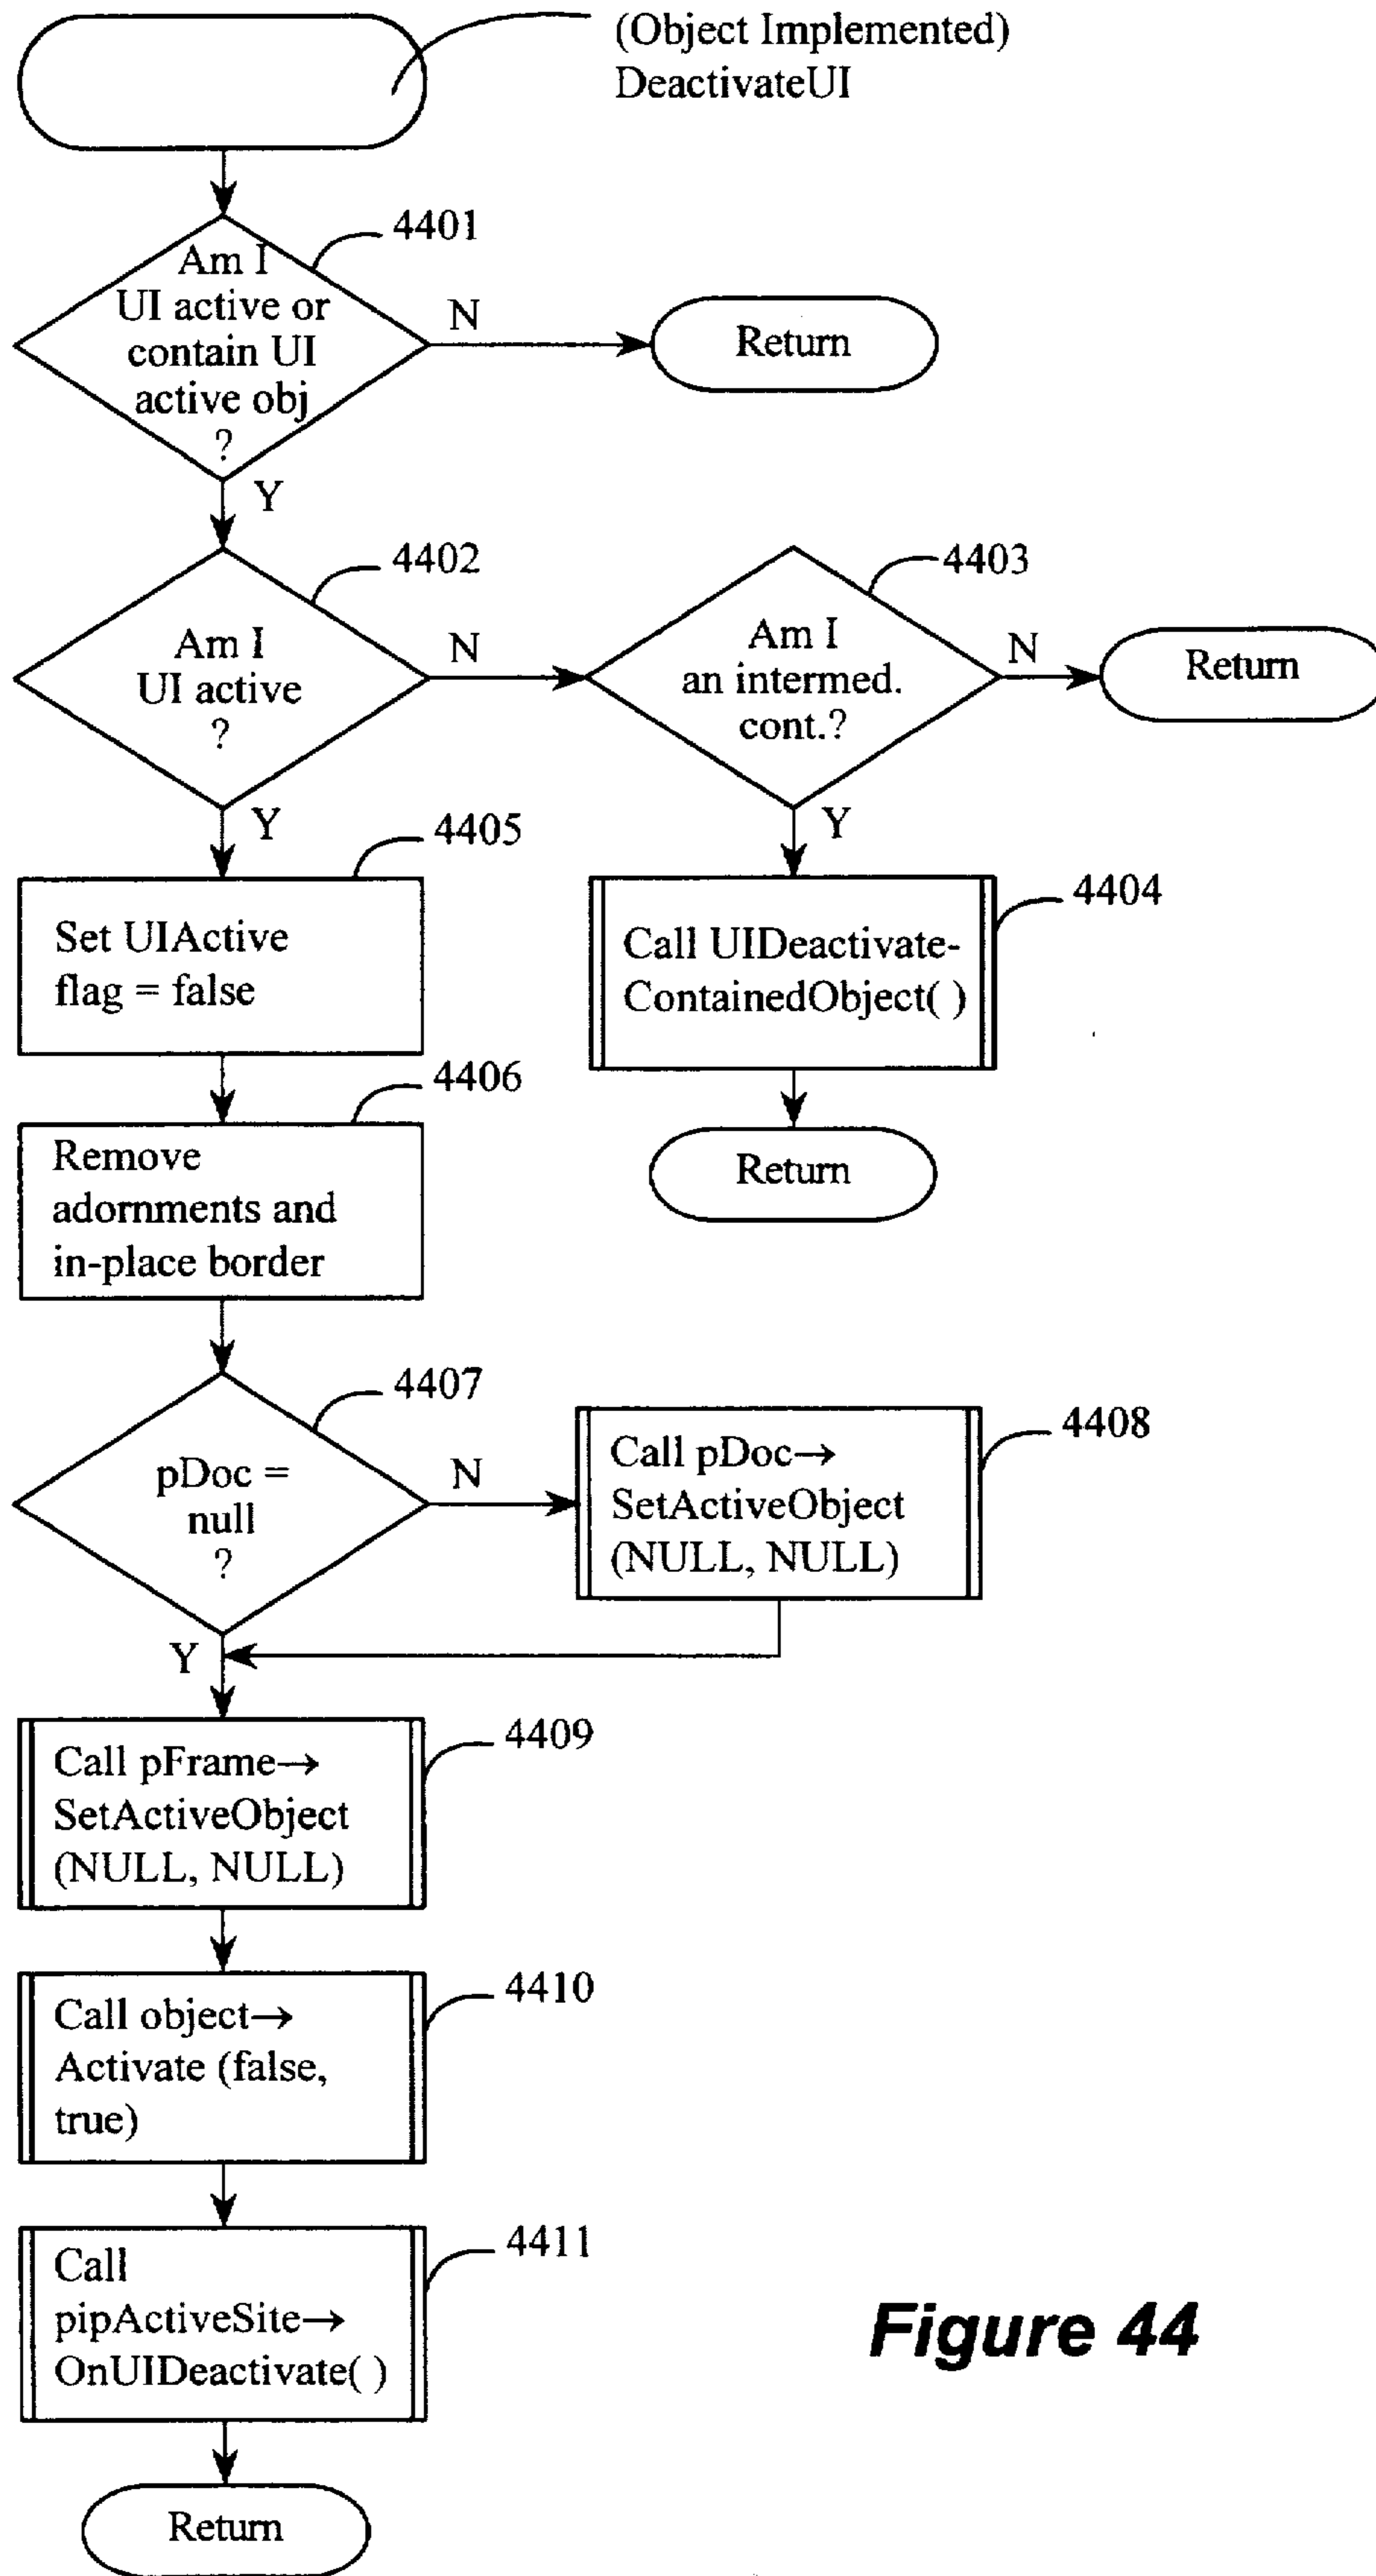 (Object Implemented)
DeactivateUI
4401
Am I
UI active or
contain UI
active obj
?
N
Return
Y
4402
Am I
UI active
?
N
4403
Am I
an intermed.
cont.?
N
Return
Y
4405
Set UIActive
flag = false
Y
4404
Call UIDeactivate-
ContainedObject( )
4406
Remove
adornments and
in-place border
Return
4407
pDoc =
null
?
N
4408
Call pDoc→
SetActiveObject
(NULL, NULL)
Y
4409
Call pFrame→
SetActiveObject
(NULL, NULL)
4410
Call object→
Activate (false,
true)
4411
Call
pipActiveSite→
OnUIDeactivate( )
Figure 44
Return